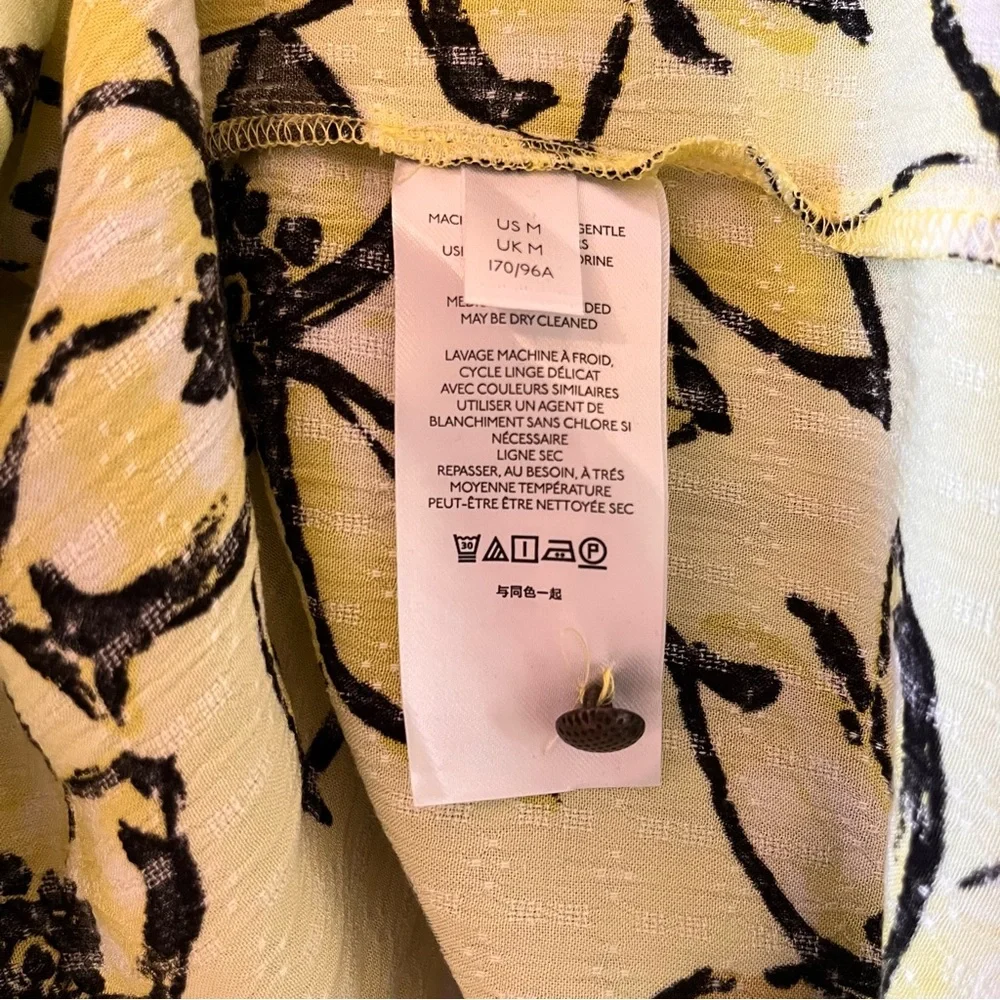 US M
UK M
170/96A
GENTLE
MAY BE DRY CLEANED
LAVAGE MACHINE À FROID,
CYCLE LINGE DÉLICAT
AVEC COULEURS SIMILAIRES
UTILISER UN AGENT DE
BLANCHIMENT SANS CHLORE SI
NÉCESSAIRE
LIGNE SEC
REPASSER, AU BESOIN, À TRÉS
MOYENNE TEMPÉRATURE
PEUT-ÊTRE ÊTRE NETTOYÉE SEC
30 P
与同色一起